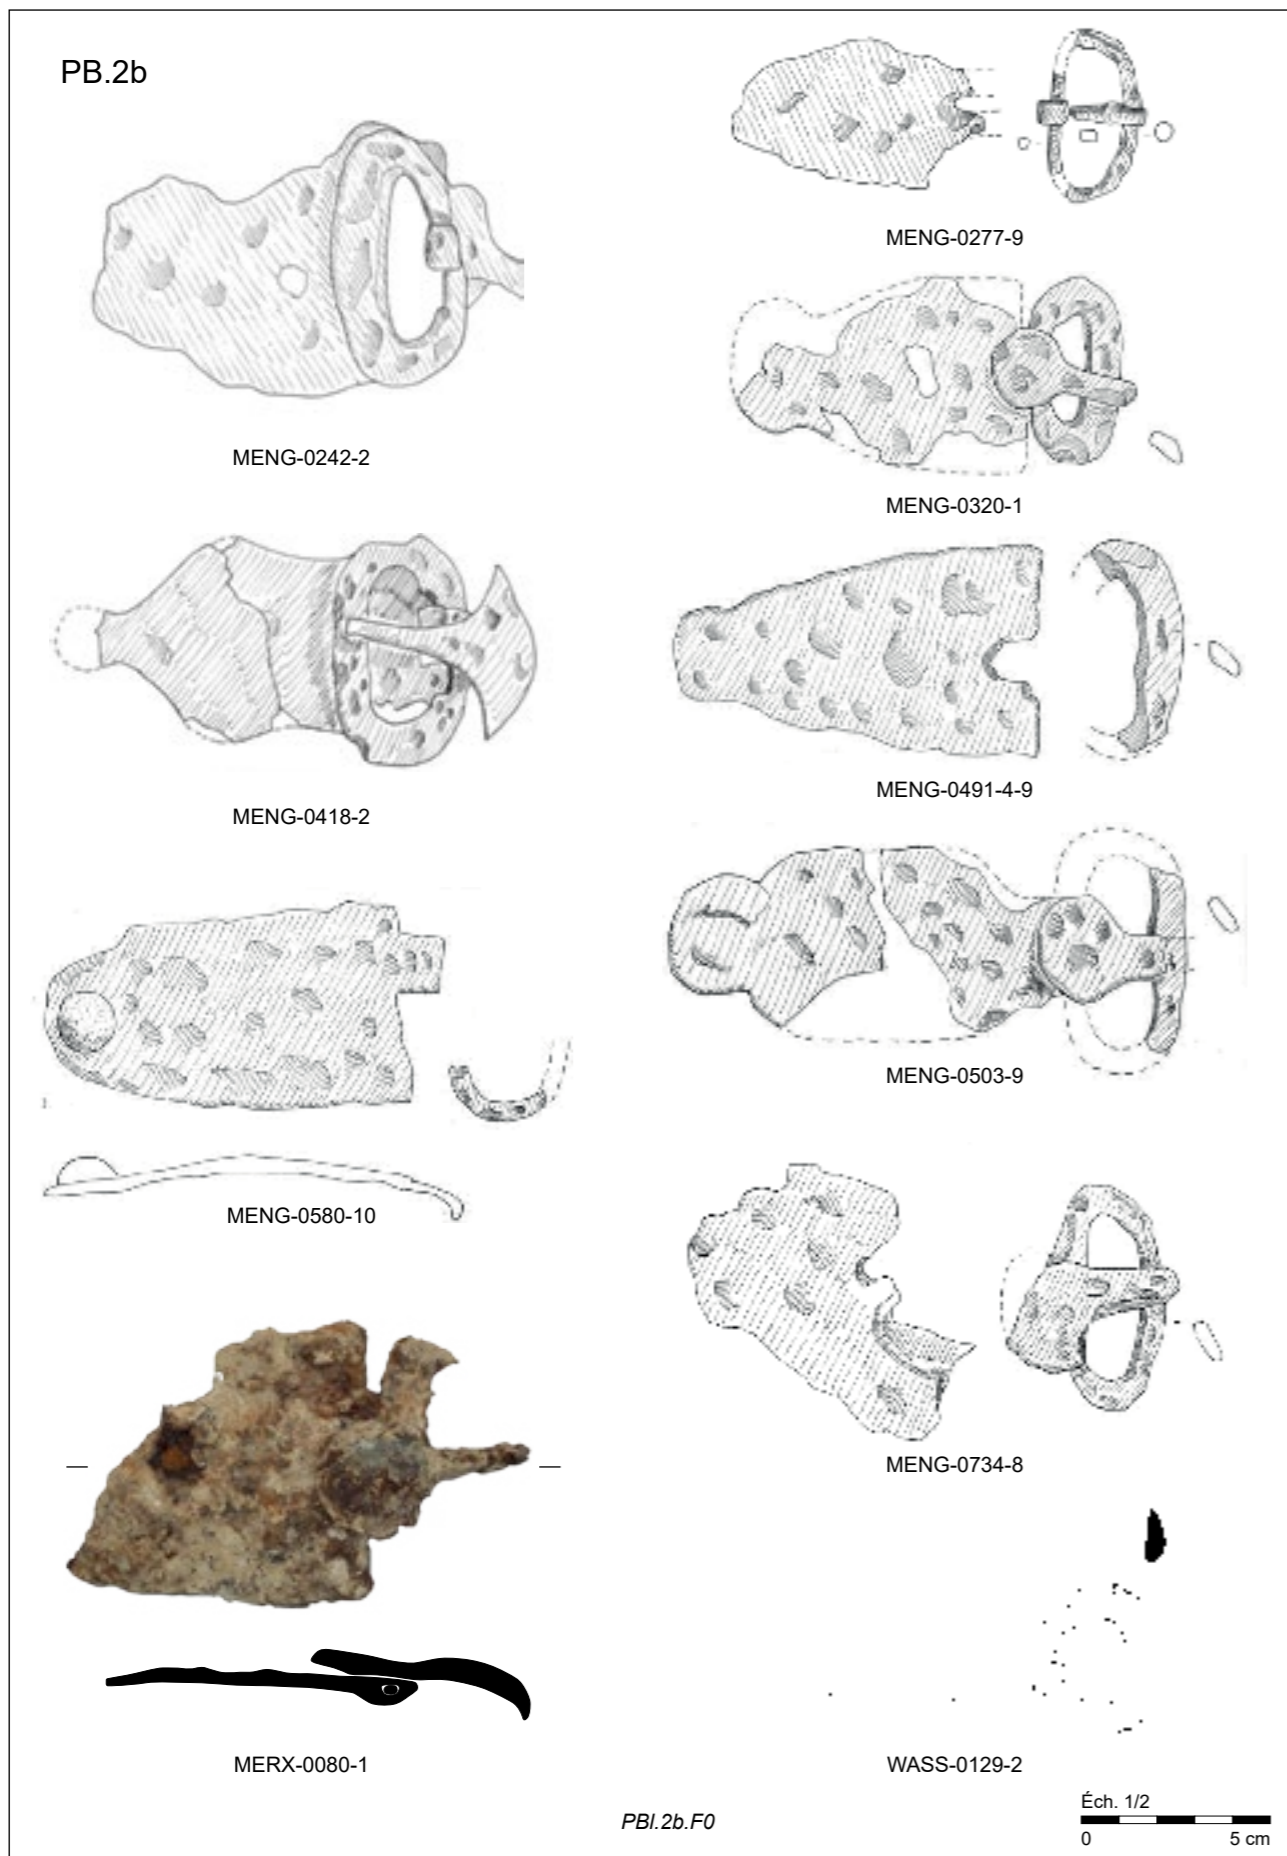 PB.2b
MENG-0277-9
MENG-0242-2
MENG-0320-1
MENG-0418-2
MENG-0491-4-9
MENG-0503-9
MENG-0580-10
MENG-0734-8
MERX-0080-1
WASS-0129-2
PBI.2b.F0
Éch. 1/2
0 5 cm